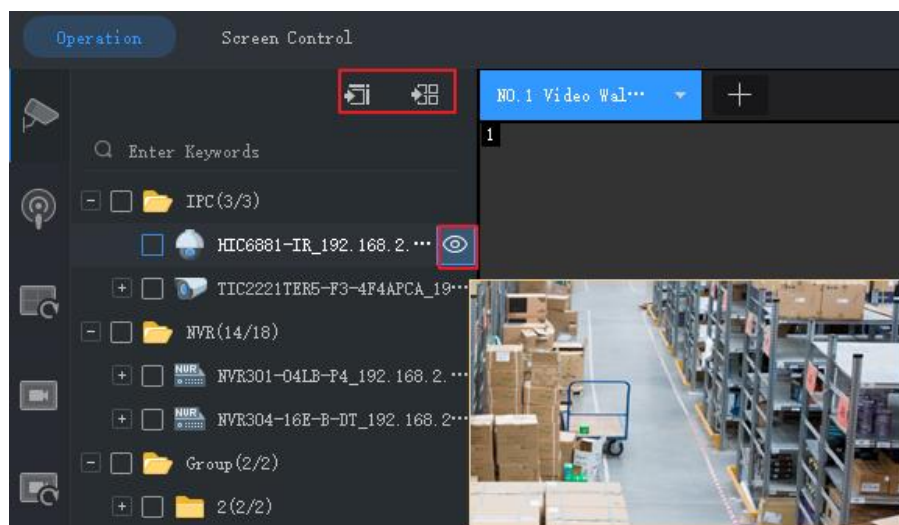 Operation Screen Control
NO.1 Video Wal···
1
Enter Keywords
IPC(3/3)
HIC6881-IR_192.168.2.···
TIC2221TER5-F3-4F4APCA_19···
NVR(14/18)
NVR NVR301-04LB-P4_192.168.2.···
NVR NVR304-16E-B-DT_192.168.2···
Group(2/2)
2(2/2)